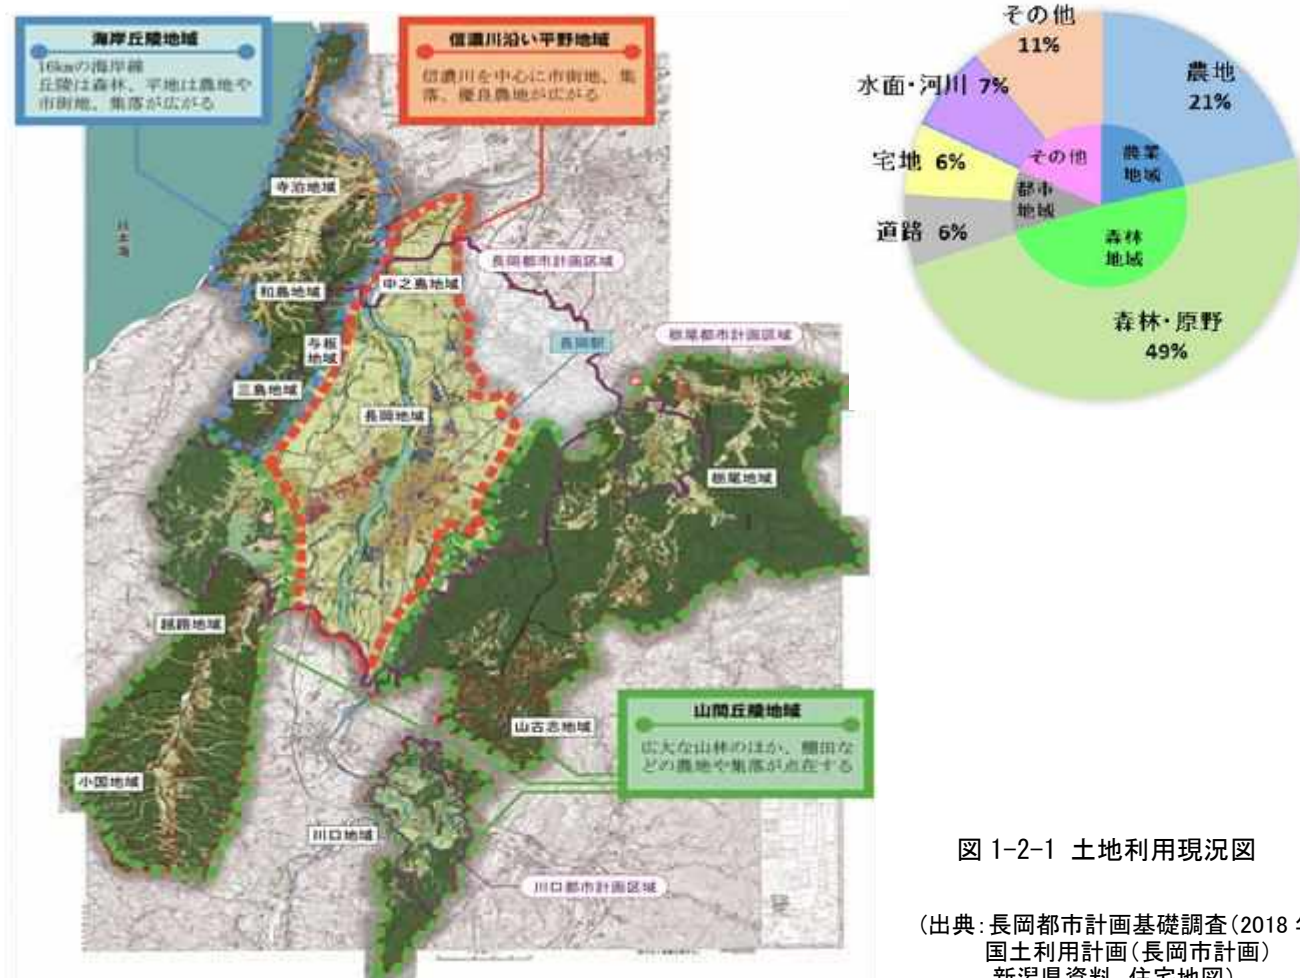 海岸丘陵地域
16kmの海岸線
丘陵は森林、平地は農地や
市街地、集落が広がる
信濃川沿い平野地域
信濃川を中心に市街地、集
落、優良農地が広がる
日本海
寺泊地域
和島地域
与板
地域
三島地域
中之島地域
長岡都市計画区域
長岡駅
栃尾都市計画区域
長岡地域
栃尾地域
越路地域
小国地域
山古志地域
川口地域
川口都市計画区域
山間丘陵地域
広大な山林のほか、棚田な
どの農地や集落が点在する
その他
11%
水面・河川 7%
宅地 6%
道路 6%
農地
21%
森林・原野
49%
その他
農業
地域
都市
地域
森林
地域
図 1-2-1 土地利用現況図
(出典:長岡都市計画基礎調査(2018
国土利用計画(長岡市計画)
新潟県資料、住宅地図)